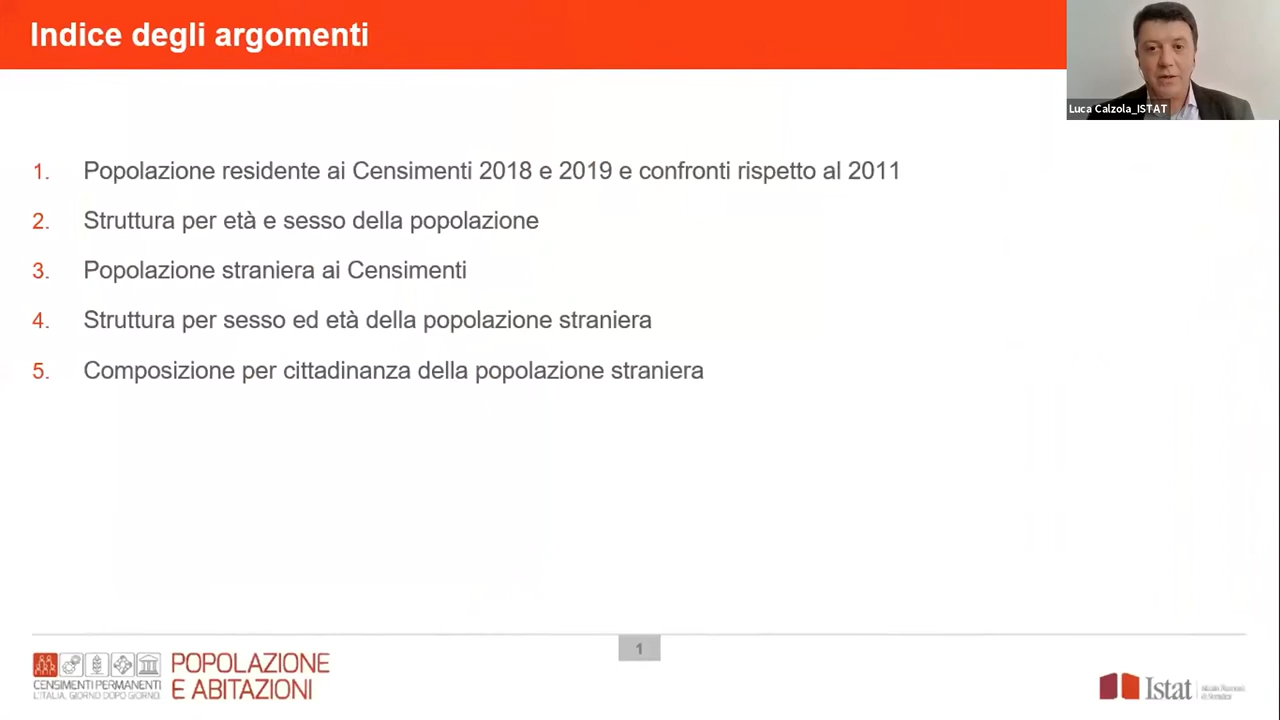 Indice degli argomenti
Luca Calzola_ISTAT
1. Popolazione residente ai Censimenti 2018 e 2019 e confronti rispetto al 2011
2. Struttura per età e sesso della popolazione
3. Popolazione straniera ai Censimenti
4. Struttura per sesso ed età della popolazione straniera
5. Composizione per cittadinanza della popolazione straniera
1
POPOLAZIONE
E ABITAZIONI
CENSIMENTI PERMANENTI
L'ITALIA, GIORNO DOPO GIORNO
Istat